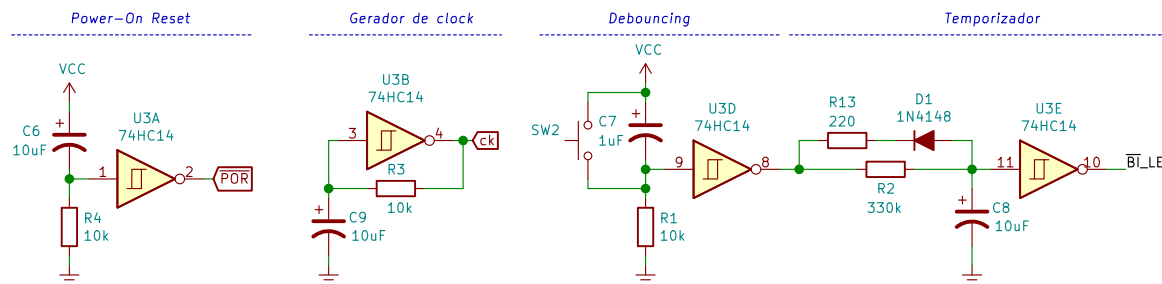 Power-On Reset
VCC
C6
10uF
U3A
74HC14
1
2
POR
R4
10k
Gerador de clock
U3B
74HC14
3
4
ck
R3
10k
C9
10uF
Debouncing
VCC
SW2
C7
1uF
U3D
74HC14
9
8
R1
10k
Temporizador
R13
220
D1
1N4148
R2
330k
C8
10uF
U3E
74HC14
11
10
BI_LE